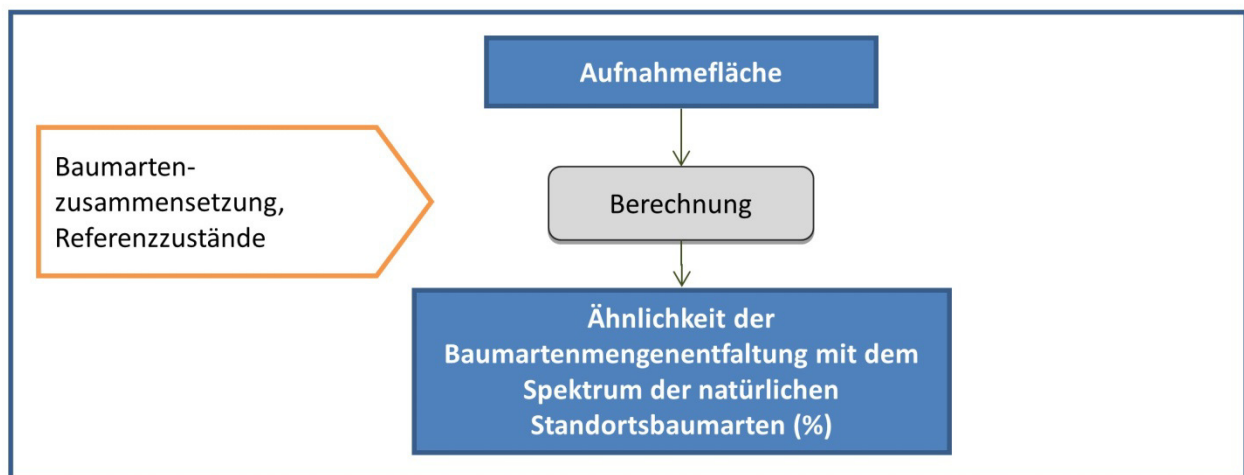 Aufnahmefläche
Baumarten-
zusammensetzung,
Referenzzustände
Berechnung
Ähnlichkeit der
Baumartenmengenentfaltung mit dem
Spektrum der natürlichen
Standortsbaumarten (%)